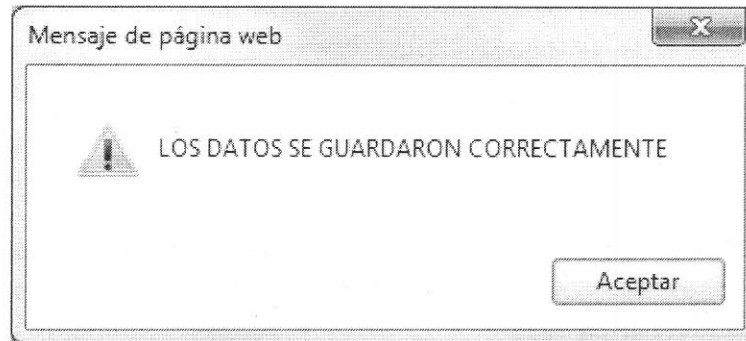 Mensaje de página web
LOS DATOS SE GUARDARON CORRECTAMENTE
Aceptar